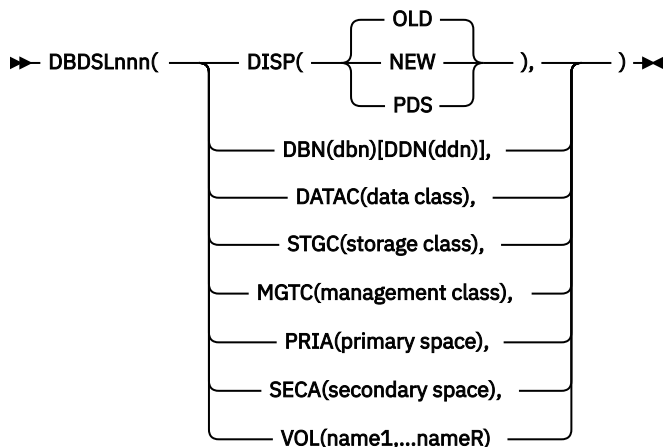 OLD
DBDSLnnn( DISP( NEW ), )
PDS
DBN(dbn)[DDN(ddn)],
DATAC(data class),
STGC(storage class),
MGTC(management class),
PRIA(primary space),
SECA(secondary space),
VOL(name1,...nameR)